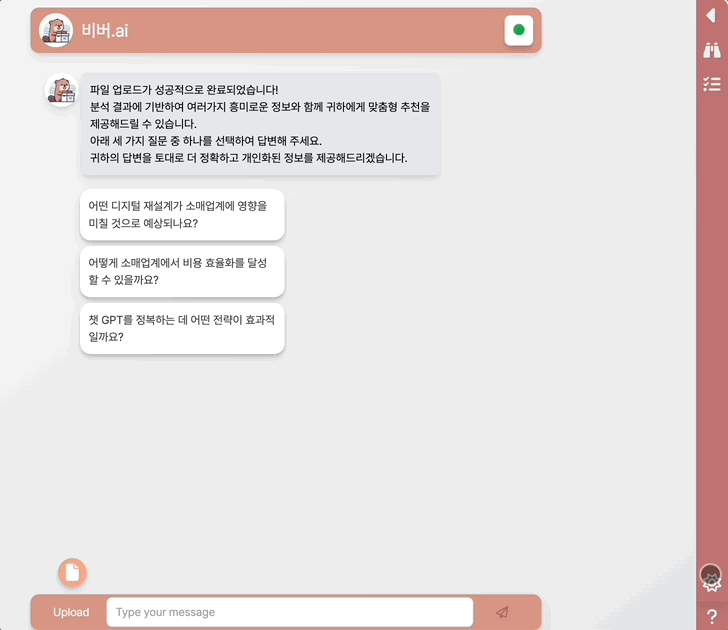 비버.ai
파일 업로드가 성공적으로 완료되었습니다!
분석 결과에 기반하여 여러가지 흥미로운 정보와 함께 귀하에게 맞춤형 추천을
제공해드릴 수 있습니다.
아래 세 가지 질문 중 하나를 선택하여 답변해 주세요.
귀하의 답변을 토대로 더 정확하고 개인화된 정보를 제공해드리겠습니다.
어떤 디지털 재설계가 소매업계에 영향을
미칠 것으로 예상되나요?
어떻게 소매업계에서 비용 효율화를 달성
할 수 있을까요?
챗 GPT를 정복하는 데 어떤 전략이 효과적
일까요?
Upload
Type your message
?